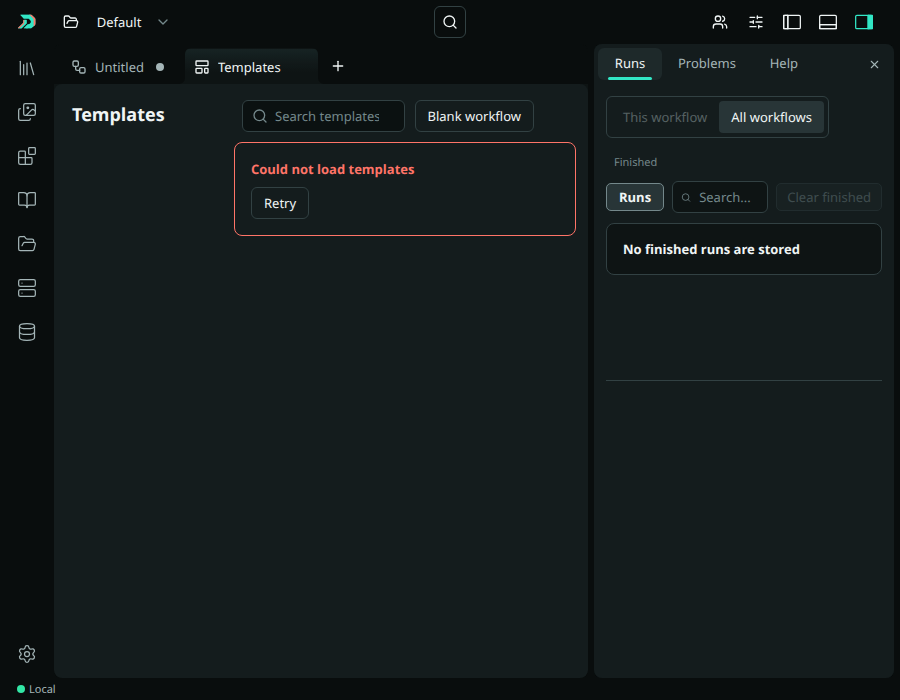 Default
Untitled
Templates
Templates
Search templates
Blank workflow
Could not load templates
Retry
Runs
Problems
Help
This workflow
All workflows
Finished
Runs
Search...
Clear finished
No finished runs are stored
Local